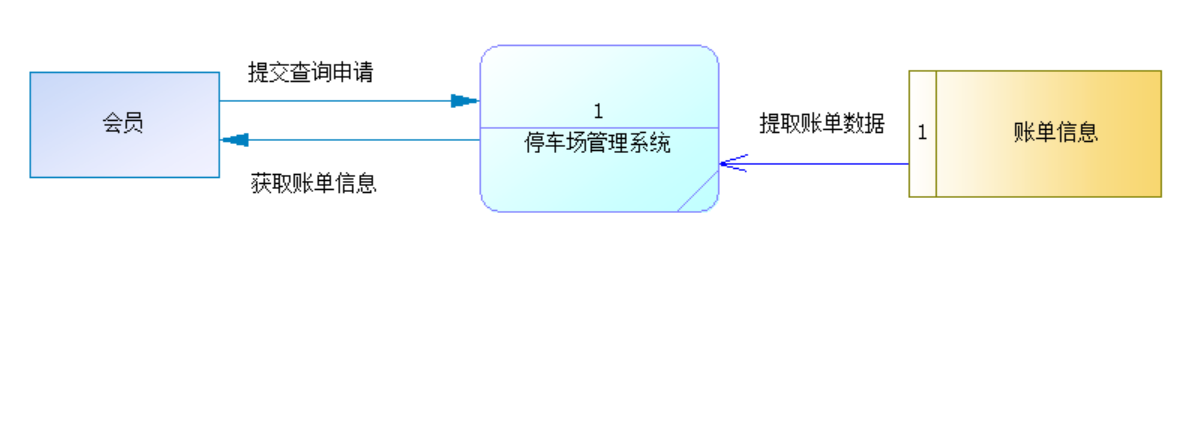 提交查询申请
会员
获取账单信息
1
停车场管理系统
提取账单数据
1
账单信息